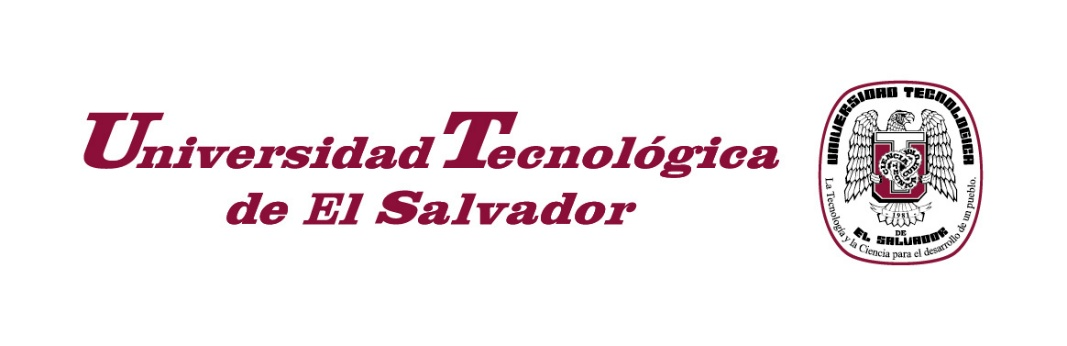 Universidad Tecnológica
de El Salvador
UNIVERSIDAD TECNOLOGICA
1981
DE
EL SALVADOR
La Tecnología y la Ciencia para el desarrollo de un pueblo.